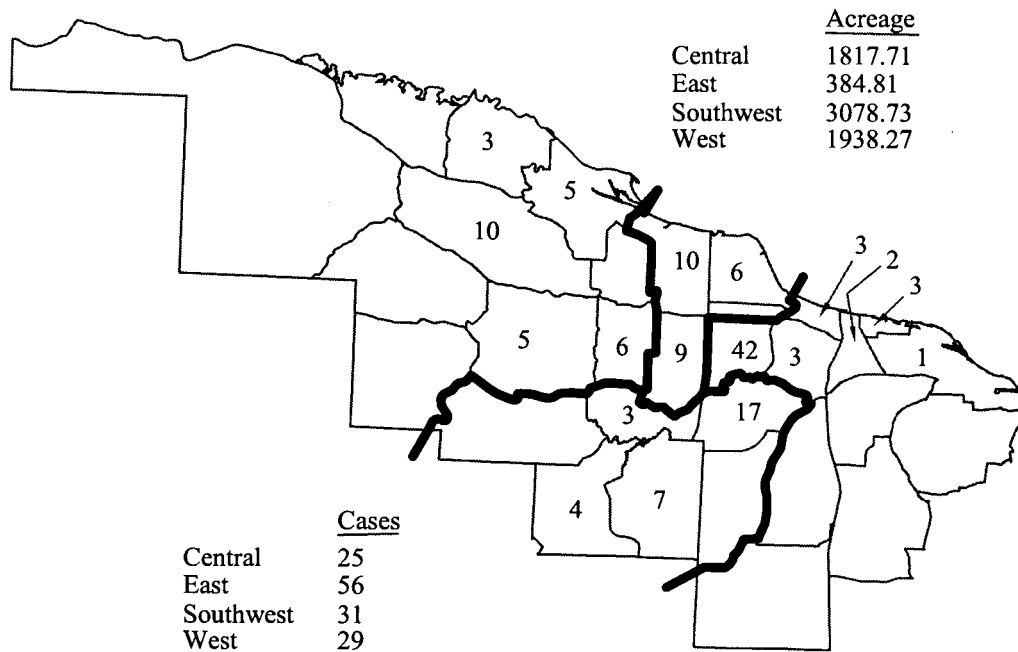 Acreage
Central 1817.71
East 384.81
Southwest 3078.73
West 1938.27
3
5
10
10
6
3
2
3
5
6
9
42
3
1
3
17
4
7
Cases
Central 25
East 56
Southwest 31
West 29